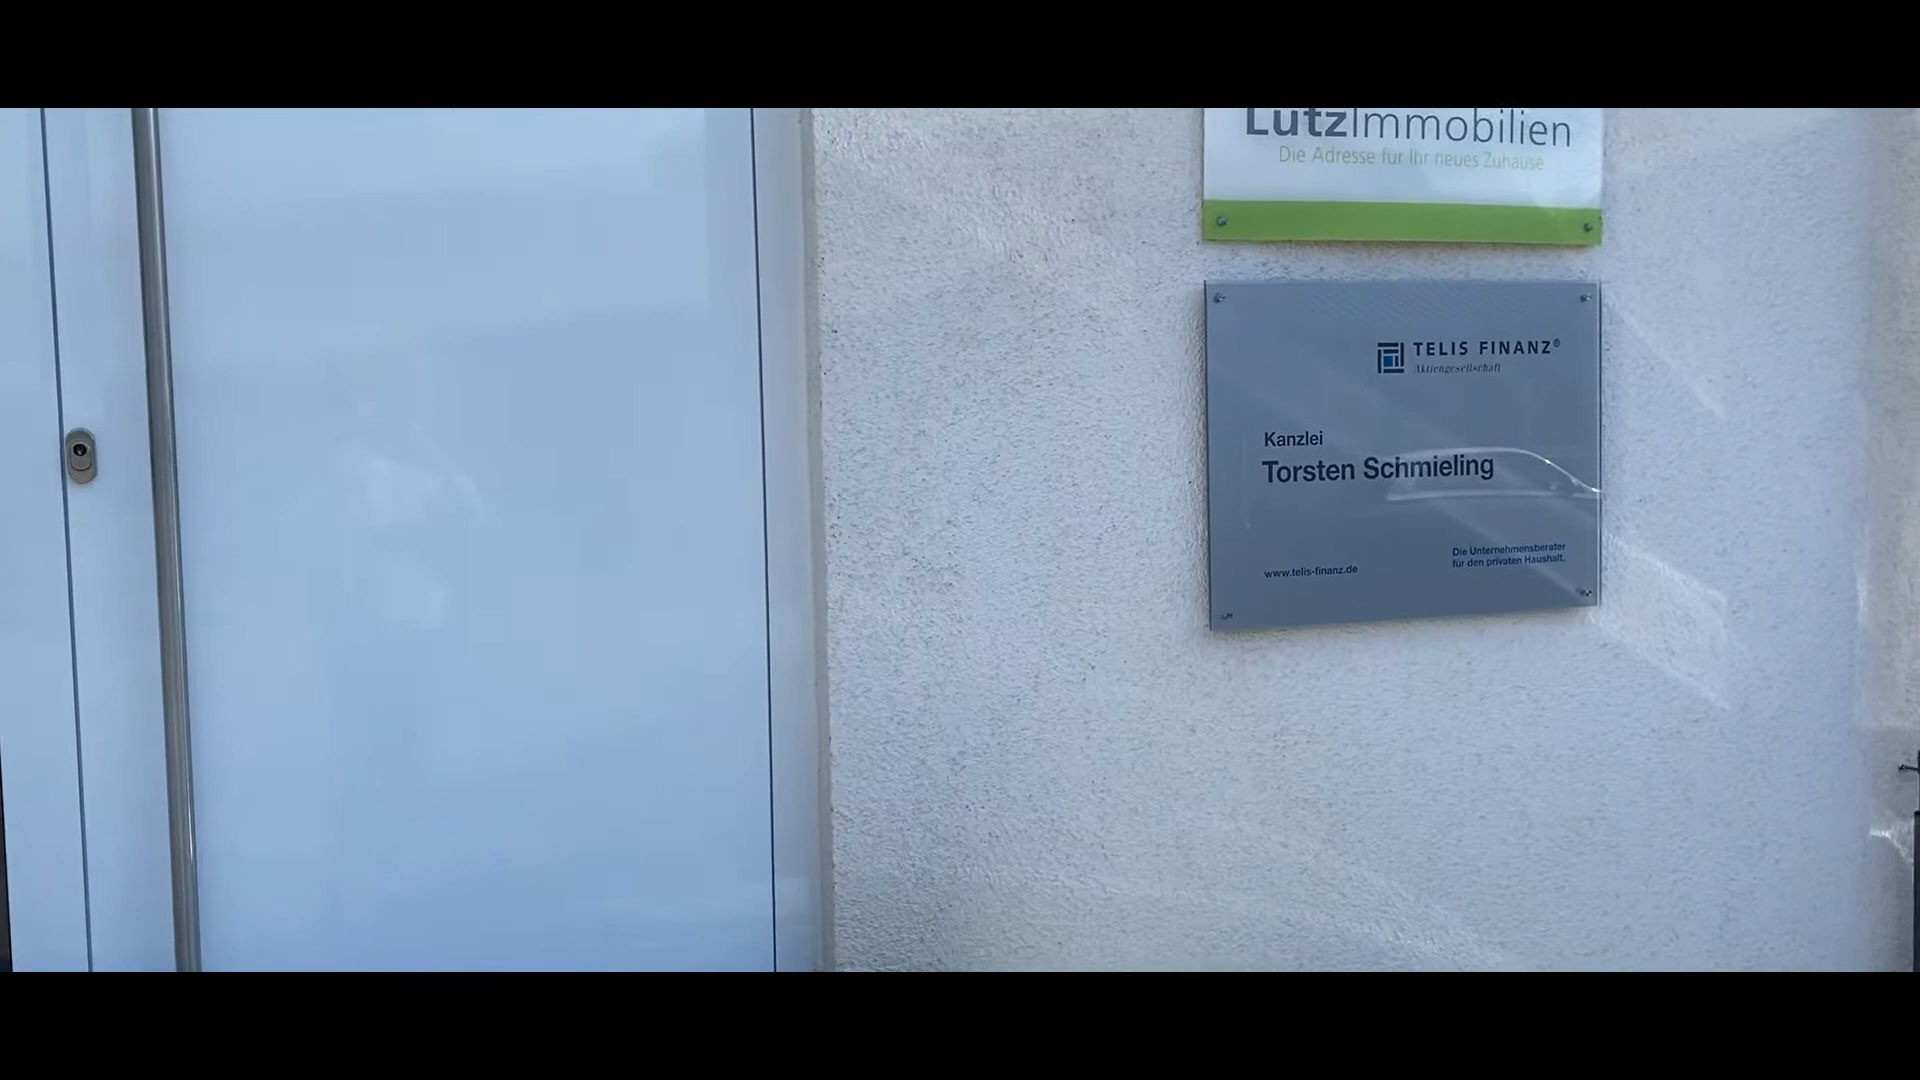 LutzImmobilien
Die Adresse für Ihr neues Zuhause
TELIS FINANZ®
Aktiengesellschaft
Kanzlei
Torsten Schmieling
www.telis-finanz.de
Die Unternehmensberater
für den privaten Haushalt.